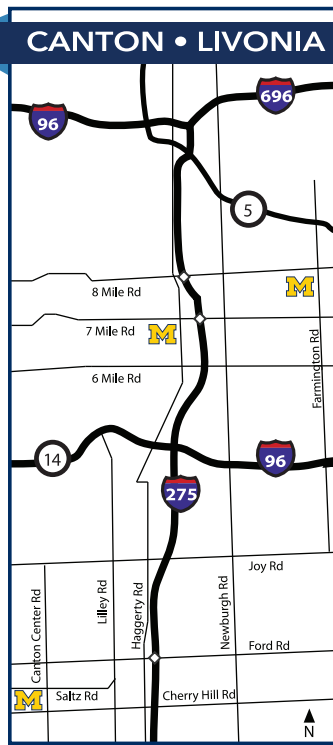 CANTON • LIVONIA
696
96
5
8 Mile Rd
M
7 Mile Rd
M
6 Mile Rd
Farmington Rd
14
96
275
Joy Rd
Canton Center Rd
Lilley Rd
Haggerty Rd
Newburgh Rd
Ford Rd
M
Saltz Rd
Cherry Hill Rd
N